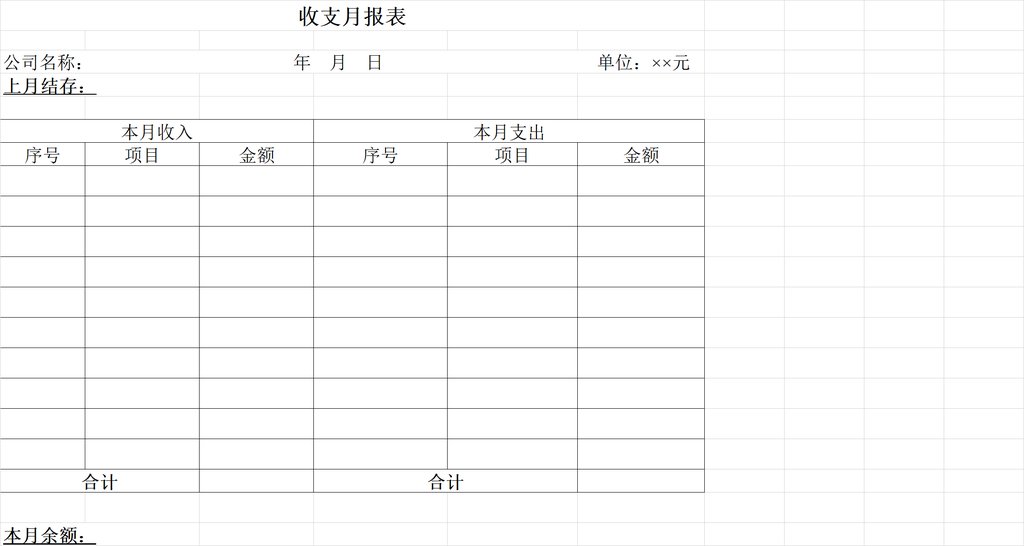 收支月报表
公司名称： 年 月 日 单位：××元
上月结存：
本月收入 本月支出
序号 项目 金额 序号 项目 金额
合计 合计
本月余额：